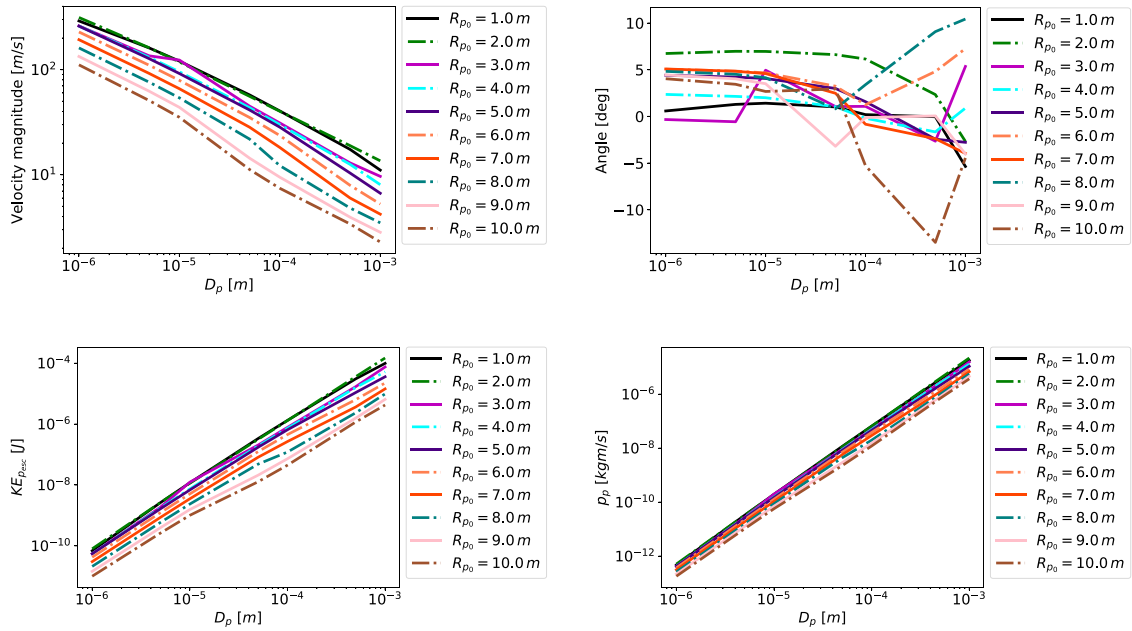 Velocity magnitude [m/s]
10²
10¹
10⁻⁶
10⁻⁵
10⁻⁴
10⁻³
D_p [m]
R_p₀ = 1.0 m
R_p₀ = 2.0 m
R_p₀ = 3.0 m
R_p₀ = 4.0 m
R_p₀ = 5.0 m
R_p₀ = 6.0 m
R_p₀ = 7.0 m
R_p₀ = 8.0 m
R_p₀ = 9.0 m
R_p₀ = 10.0 m
Angle [deg]
10
5
0
−5
−10
10⁻⁶
10⁻⁵
10⁻⁴
10⁻³
D_p [m]
R_p₀ = 1.0 m
R_p₀ = 2.0 m
R_p₀ = 3.0 m
R_p₀ = 4.0 m
R_p₀ = 5.0 m
R_p₀ = 6.0 m
R_p₀ = 7.0 m
R_p₀ = 8.0 m
R_p₀ = 9.0 m
R_p₀ = 10.0 m
KE_p_esc [J]
10⁻⁴
10⁻⁶
10⁻⁸
10⁻¹⁰
10⁻⁶
10⁻⁵
10⁻⁴
10⁻³
D_p [m]
R_p₀ = 1.0 m
R_p₀ = 2.0 m
R_p₀ = 3.0 m
R_p₀ = 4.0 m
R_p₀ = 5.0 m
R_p₀ = 6.0 m
R_p₀ = 7.0 m
R_p₀ = 8.0 m
R_p₀ = 9.0 m
R_p₀ = 10.0 m
p_p [kgm/s]
10⁻⁶
10⁻⁸
10⁻¹⁰
10⁻¹²
10⁻⁶
10⁻⁵
10⁻⁴
10⁻³
D_p [m]
R_p₀ = 1.0 m
R_p₀ = 2.0 m
R_p₀ = 3.0 m
R_p₀ = 4.0 m
R_p₀ = 5.0 m
R_p₀ = 6.0 m
R_p₀ = 7.0 m
R_p₀ = 8.0 m
R_p₀ = 9.0 m
R_p₀ = 10.0 m